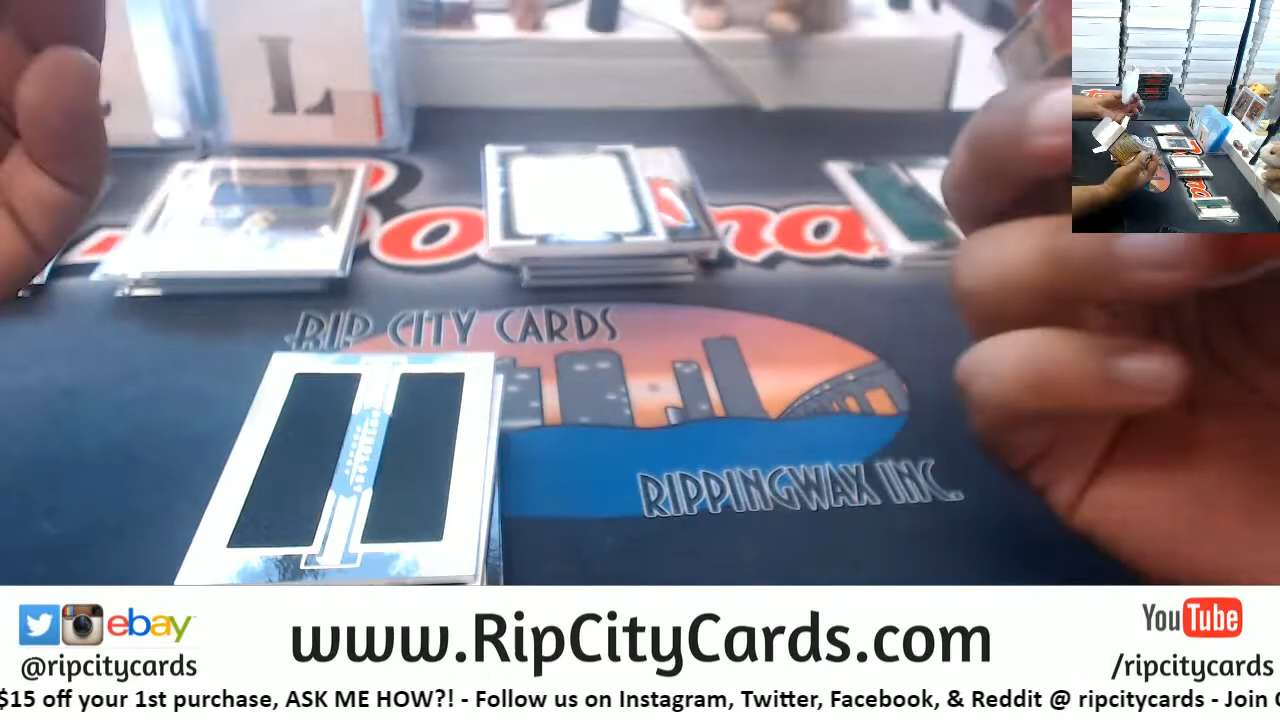 L
RIP CITY CARDS
RIPPINGWAX INC.
ebay
@ripcitycards
www.RipCityCards.com
YouTube
/ripcitycards
$15 off your 1st purchase, ASK ME HOW?! - Follow us on Instagram, Twitter, Facebook, & Reddit @ ripcitycards - Join